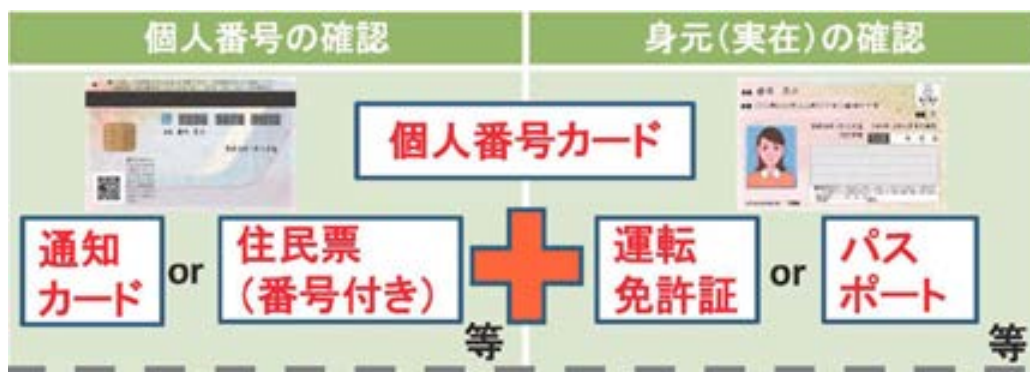 個人番号の確認
身元(実在)の確認
個人番号カード
通知
カード
or
住民票
(番号付き)
等
運転
免許証
or
パス
ポート
等